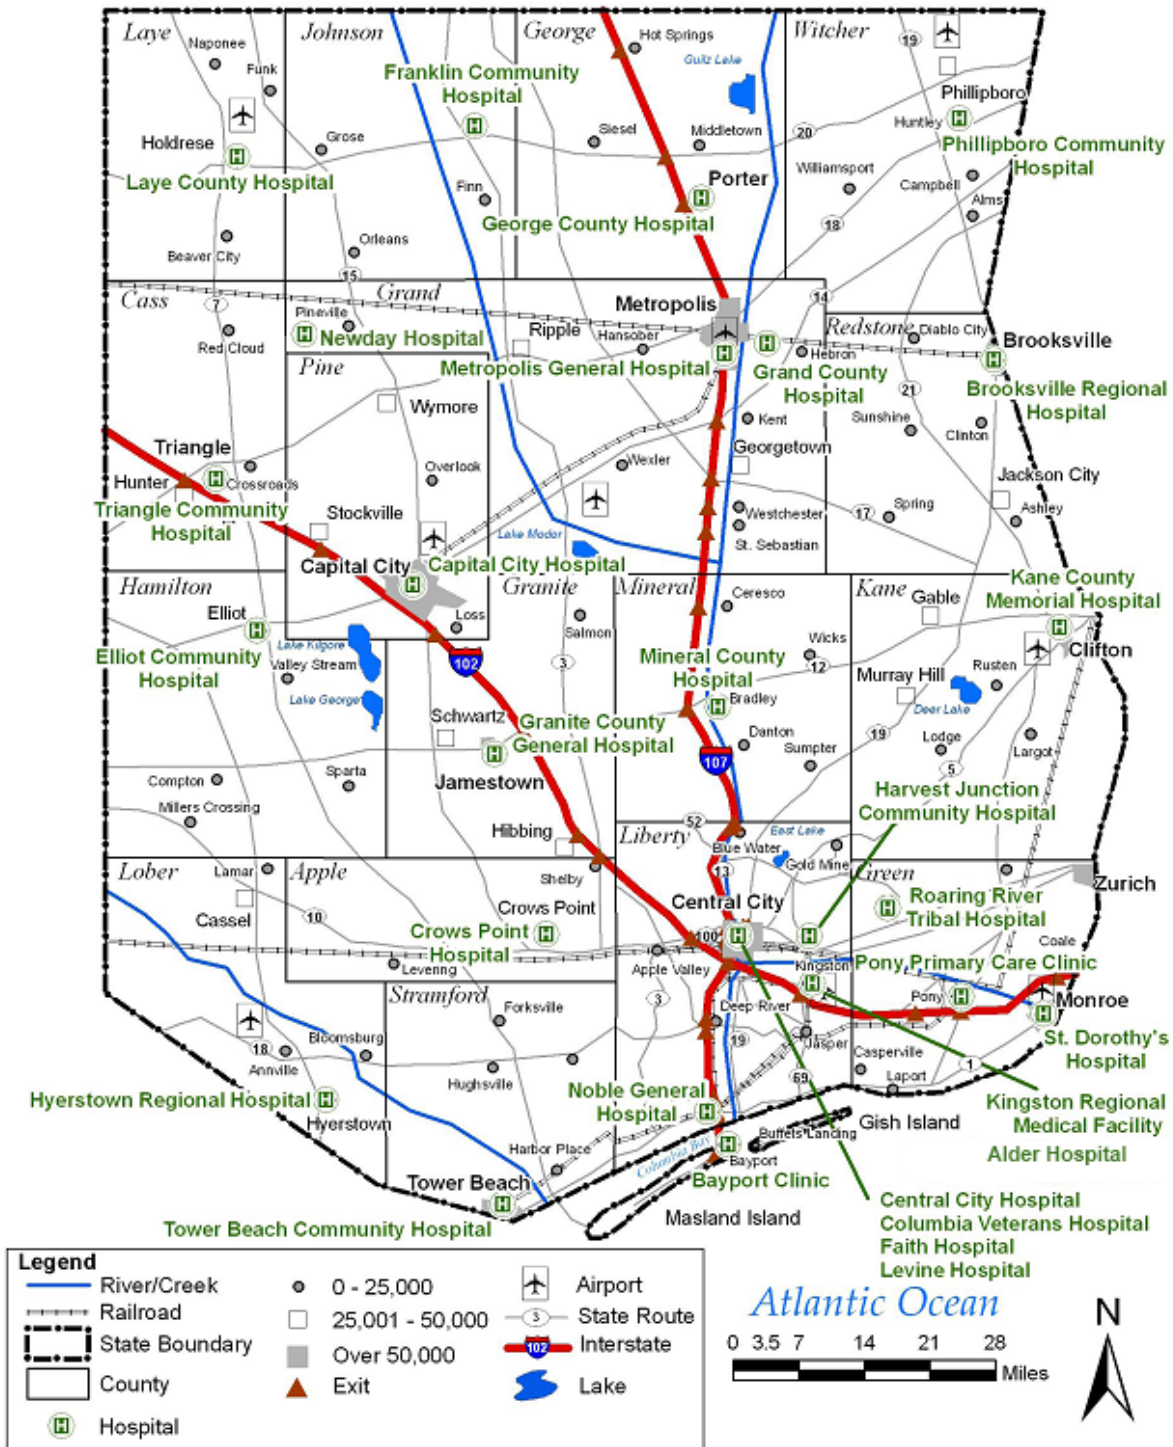 Laye
Johnson
George
Witcher
19
Naponee
Hot Springs
Funk
GulLz Lake
Franklin Community
Hospital
Phillipboro
Huntley
Holdrese
Grose
Siesel
Middletown
20
Phillipboro Community
Hospital
Laye County Hospital
Finn
Porter
Williamsport
Campbell
Alms
George County Hospital
18
Beaver City
Orleans
15
Cass
Grand
Metropolis
14
7
Pineville
Newday Hospital
Ripple
Hansober
Redstone
Diablo City
Brooksville
Red Cloud
Hebron
Pine
Metropolis General Hospital
Grand County
Hospital
Brooksville Regional
Hospital
21
Wymore
Kent
Sunshine
Clinton
Triangle
Georgetown
Overlook
Wexler
Jackson City
Hunter
Crossroads
Triangle Community
Hospital
Stockville
Westchester
17
Spring
Ashley
Lake Modor
St. Sebastian
Capital City
Capital City Hospital
Hamilton
Granite
Mineral
Kane
Kane County
Memorial Hospital
Elliot
Loss
Salmon
Ceresco
Gable
Elliot Community
Hospital
Lake Kilgore
Valley Stream
Lake George
102
3
Mineral County
Hospital
Wicks
12
Clifton
Murray Hill
Rusten
Bradley
Deer Lake
Schwartz
Granite County
General Hospital
Danton
19
Sumpter
Lodge
Largot
107
5
Compton
Sparta
Jamestown
Harvest Junction
Community Hospital
Millers Crossing
Hibbing
52
Liberty
East Lake
Blue Water
Gold Mine
Lober
Lamar
Apple
Shelby
13
Green
Zurich
Cassel
10
Crows Point
Central City
Roaring River
Tribal Hospital
Crows Point
Hospital
100
Coale
Levering
Apple Valley
Kingston
Pony Primary Care Clinic
Stramford
Forksville
3
Deep River
Pony
Monroe
18
Bloomsburg
Annville
19
Jasper
Casperville
St. Dorothy's
Hospital
Hughsville
69
Laport
1
Hyerstown Regional Hospital
Noble General
Hospital
Kingston Regional
Medical Facility
Hyerstown
Gish Island
Buffels Landing
Alder Hospital
Harbor Place
Columbia Bay
Bayport
Tower Beach
Bayport Clinic
Tower Beach Community Hospital
Masland Island
Central City Hospital
Columbia Veterans Hospital
Faith Hospital
Levine Hospital
Legend
River/Creek
Railroad
State Boundary
County
Hospital
0 - 25,000
25,001 - 50,000
Over 50,000
Exit
Airport
3
State Route
102
Interstate
Lake
Atlantic Ocean
N
0 3.5 7 14 21 28
Miles